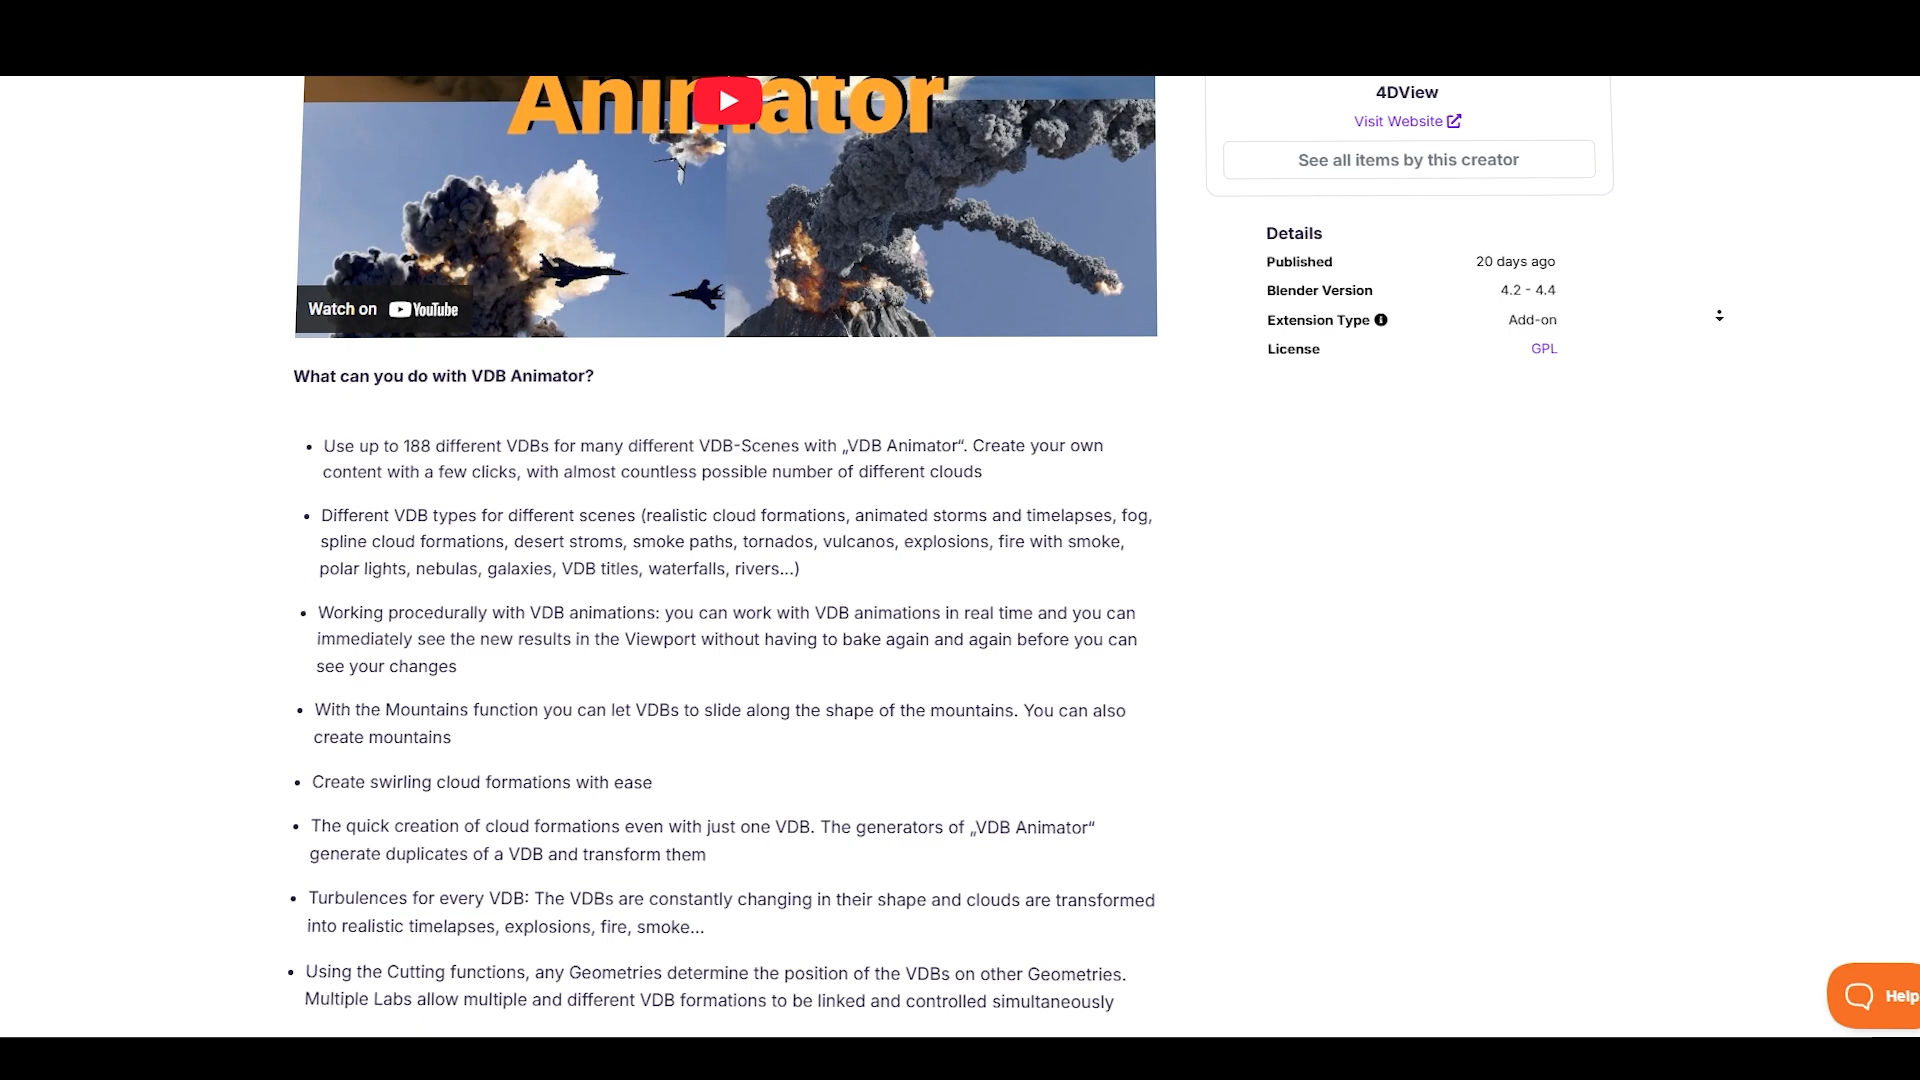 Animator
4DView
Visit Website
See all items by this creator
Watch on YouTube
Details
Published 20 days ago
Blender Version 4.2 - 4.4
Extension Type Add-on
License GPL
What can you do with VDB Animator?
• Use up to 188 different VDBs for many different VDB-Scenes with „VDB Animator“. Create your own
content with a few clicks, with almost countless possible number of different clouds
• Different VDB types for different scenes (realistic cloud formations, animated storms and timelapses, fog,
spline cloud formations, desert stroms, smoke paths, tornados, vulcanos, explosions, fire with smoke,
polar lights, nebulas, galaxies, VDB titles, waterfalls, rivers...)
• Working procedurally with VDB animations: you can work with VDB animations in real time and you can
immediately see the new results in the Viewport without having to bake again and again before you can
see your changes
• With the Mountains function you can let VDBs to slide along the shape of the mountains. You can also
create mountains
• Create swirling cloud formations with ease
• The quick creation of cloud formations even with just one VDB. The generators of „VDB Animator“
generate duplicates of a VDB and transform them
• Turbulences for every VDB: The VDBs are constantly changing in their shape and clouds are transformed
into realistic timelapses, explosions, fire, smoke...
• Using the Cutting functions, any Geometries determine the position of the VDBs on other Geometries.
Multiple Labs allow multiple and different VDB formations to be linked and controlled simultaneously
Help